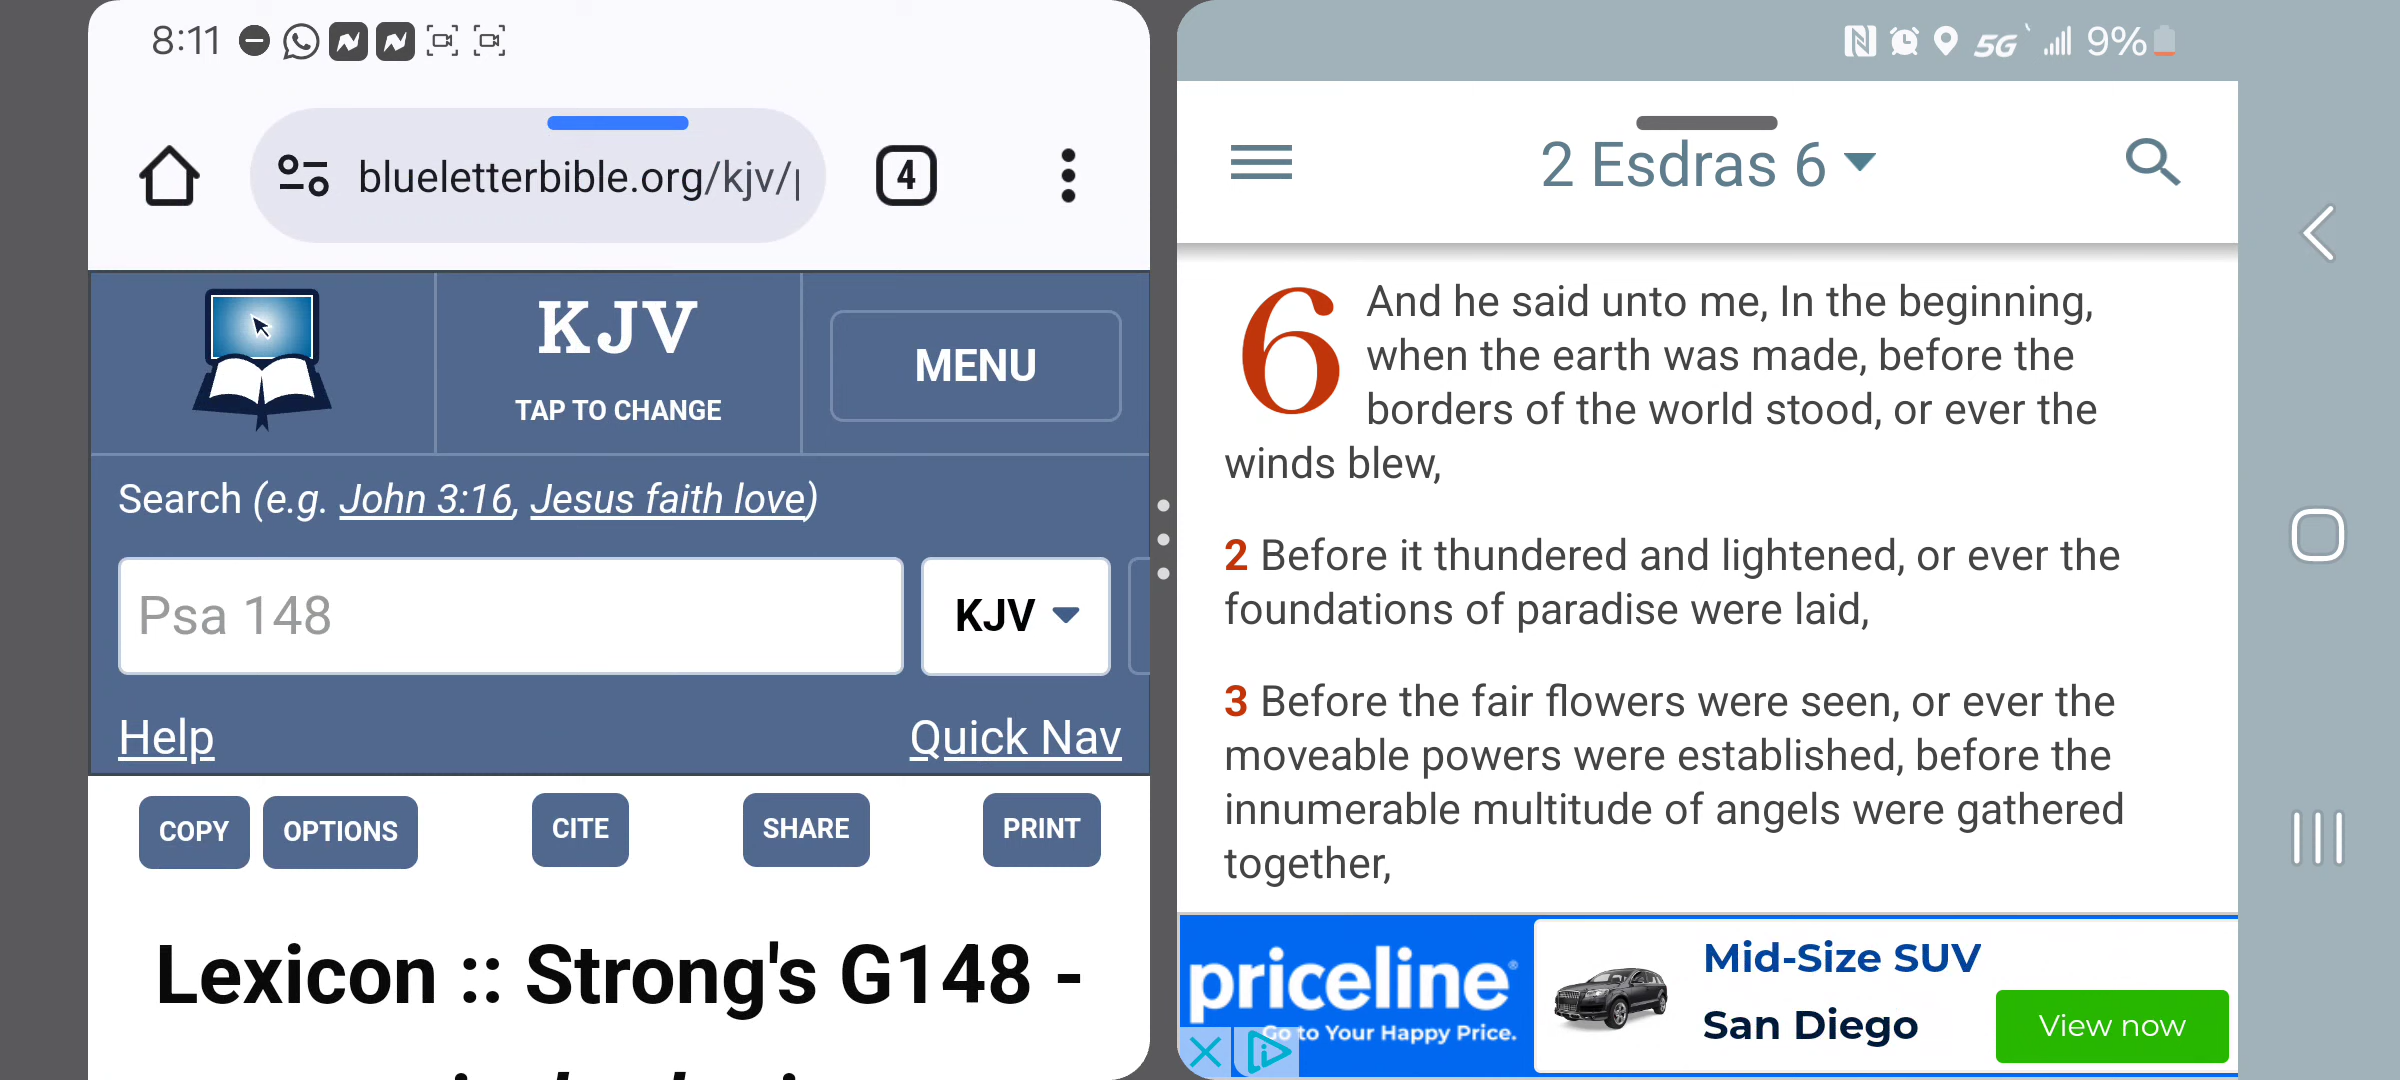 8:11
blueletterbible.org/kjv/
4
KJV
TAP TO CHANGE
MENU
Search (e.g. John 3:16, Jesus faith love)
Psa 148
KJV
Help
Quick Nav
COPY
OPTIONS
CITE
SHARE
PRINT
Lexicon :: Strong's G148 -
5G
9%
2 Esdras 6
6 And he said unto me, In the beginning,
when the earth was made, before the
borders of the world stood, or ever the
winds blew,
2 Before it thundered and lightened, or ever the
foundations of paradise were laid,
3 Before the fair flowers were seen, or ever the
moveable powers were established, before the
innumerable multitude of angels were gathered
together,
priceline®
Go to Your Happy Price.
Mid-Size SUV
San Diego
View now